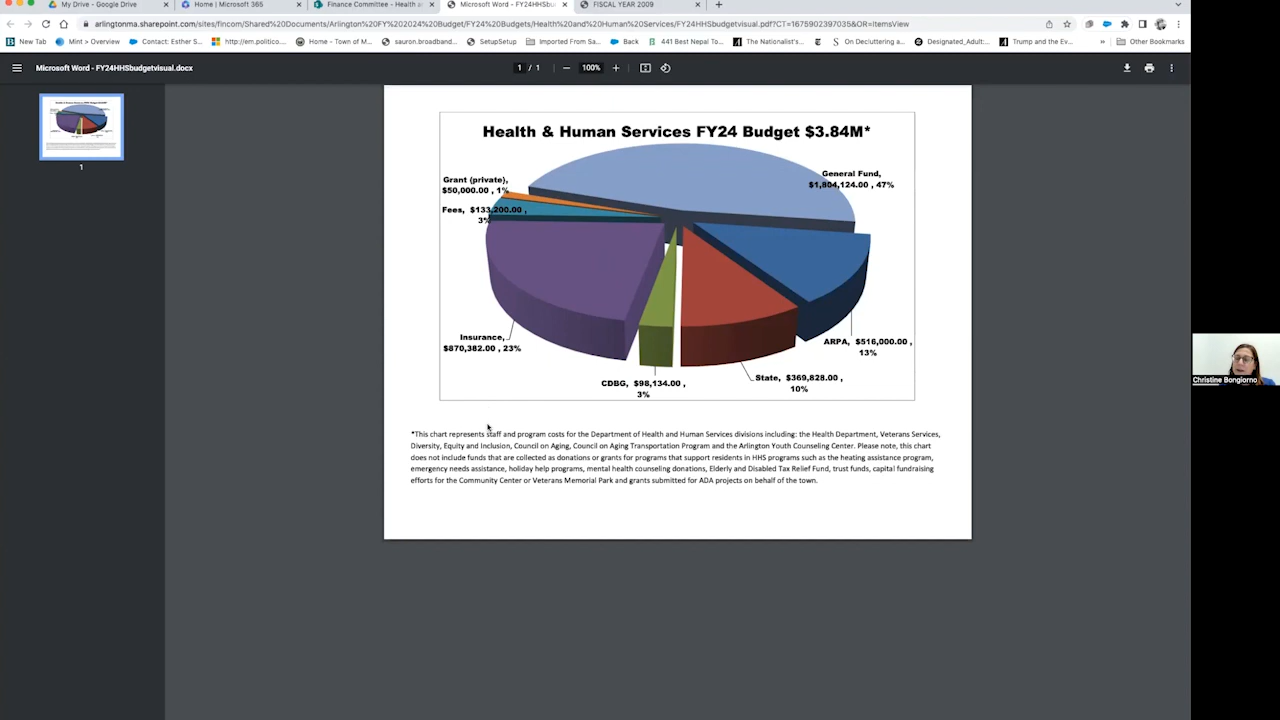 My Drive - Google Drive
Home | Microsoft 365
Finance Committee - Health a
Microsoft Word - FY24HHSbu
FISCAL YEAR 2009
arlingtonma.sharepoint.com/sites/fincom/Shared%20Documents/Arlington%20FY%202024%20Budget/FY24%20Budgets/Health%20and%20Human%20Services/FY24HHSbudgetvisual.pdf?CT=1675902397035&OR=ItemsView
New Tab
Mint > Overview
Contact: Esther S...
http://em.politico....
Home - Town of M...
sauron.broadband...
SetupSetup
Imported From Sa...
Back
441 Best Nepal To...
The Nationalist's...
On Decluttering a...
Designated_Adult:...
Trump and the Ev...
Other Bookmarks
Microsoft Word - FY24HHSbudgetvisual.docx
1 / 1
100%
1
Health & Human Services FY24 Budget $3.84M*
General Fund,
$1,804,124.00 , 47%
Grant (private),
$50,000.00 , 1%
Fees, $133,200.00 ,
3%
Insurance,
$870,382.00 , 23%
ARPA, $516,000.00 ,
13%
State, $369,828.00 ,
10%
CDBG, $98,134.00 ,
3%
*This chart represents staff and program costs for the Department of Health and Human Services divisions including: the Health Department, Veterans Services,
Diversity, Equity and Inclusion, Council on Aging, Council on Aging Transportation Program and the Arlington Youth Counseling Center. Please note, this chart
does not include funds that are collected as donations or grants for programs that support residents in HHS programs such as the heating assistance program,
emergency needs assistance, holiday help programs, mental health counseling donations, Elderly and Disabled Tax Relief Fund, trust funds, capital fundraising
efforts for the Community Center or Veterans Memorial Park and grants submitted for ADA projects on behalf of the town.
Christine Bongiorno